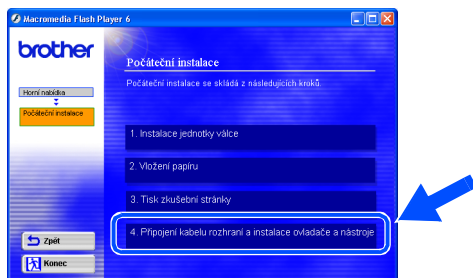 Macromedia Flash Player 6
brother
Počáteční instalace
Počáteční instalace se skládá z následujících kroků.
Horní nabídka
Počáteční instalace
1. Instalace jednotky válce
2. Vložení papíru
3. Tisk zkušební stránky
4. Připojení kabelu rozhraní a instalace ovladače a nástroje
Zpět
Konec